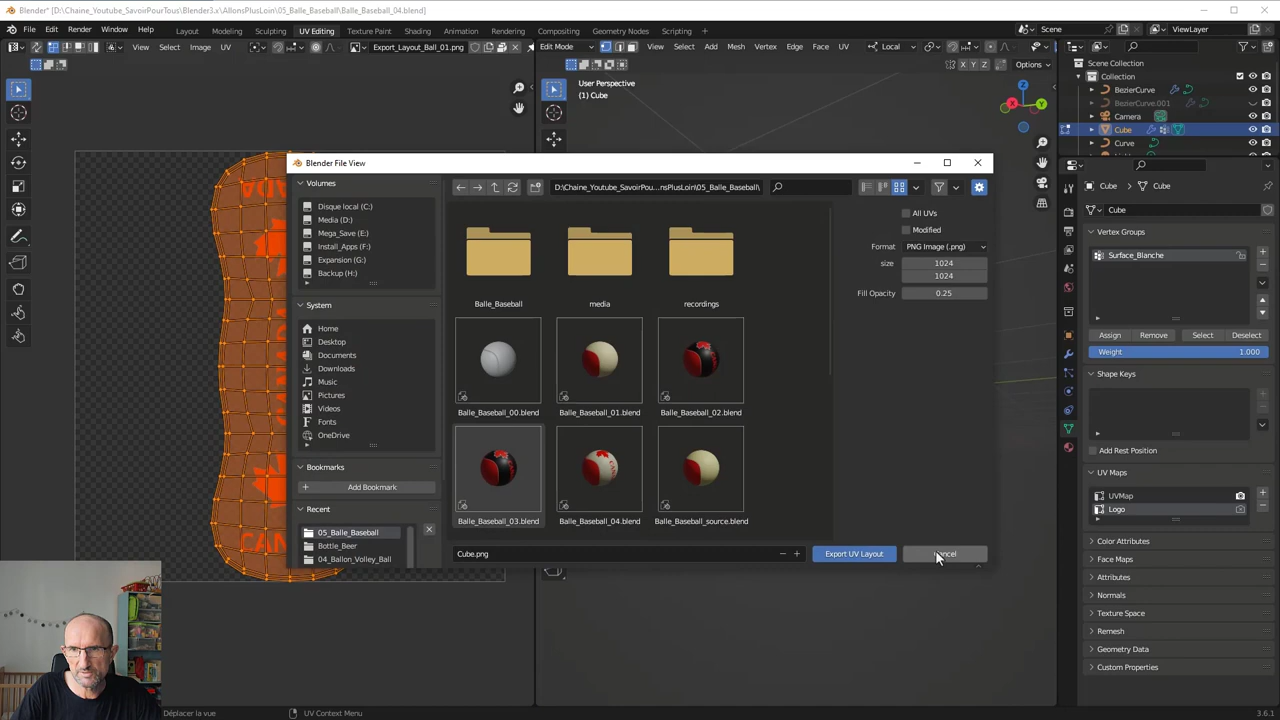 Blender* [D:\Chaine_Youtube_SavoirPourTous\Blender3.x\AllonsPlusLoin\05_Balle_Baseball\Balle_Baseball_04.blend]
File Edit Render Window Help Layout Modeling Sculpting UV Editing Texture Paint Shading Animation Rendering Compositing Geometry Nodes Scripting Scene ViewLayer
View Select Image UV Export_Layout_Ball_01.png Edit Mode View Select Add Mesh Vertex Edge Face UV Local
X Y Z Options
Scene Collection
Collection
BezierCurve
BezierCurve.001
Camera
Cube
Curve
User Perspective
(1) Cube
Z
X
Y
Blender File View
Volumes
Disque local (C:)
Media (D:)
Mega_Save (E:)
Install_Apps (F:)
Expansion (G:)
Backup (H:)
System
Home
Desktop
Documents
Downloads
Music
Pictures
Videos
Fonts
OneDrive
Bookmarks
Add Bookmark
Recent
05_Balle_Baseball
Bottle_Beer
04_Ballon_Volley_Ball
D:\Chaine_Youtube_SavoirPou...nsPlusLoin\05_Balle_Baseball\
Balle_Baseball media recordings
Balle_Baseball_00.blend Balle_Baseball_01.blend Balle_Baseball_02.blend
Balle_Baseball_03.blend Balle_Baseball_04.blend Balle_Baseball_source.blend
All UVs
Modified
Format PNG Image (.png)
size 1024
1024
Fill Opacity 0.25
Cube.png Export UV Layout
Cube Cube
Cube
Vertex Groups
Surface_Blanche
Assign Remove Select Deselect
Weight 1.000
Shape Keys
Add Rest Position
UV Maps
UVMap
Logo
Color Attributes
Face Maps
Attributes
Normals
Texture Space
Remesh
Geometry Data
Custom Properties
Déplacer la vue UV Context Menu 3.6.1